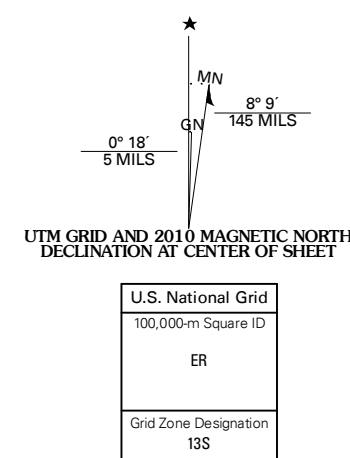 ★
MN
8° 9´
145 MILS
GN
0° 18´
5 MILS
UTM GRID AND 2010 MAGNETIC NORTH
DECLINATION AT CENTER OF SHEET
U.S. National Grid
100,000-m Square ID
ER
Grid Zone Designation
13S